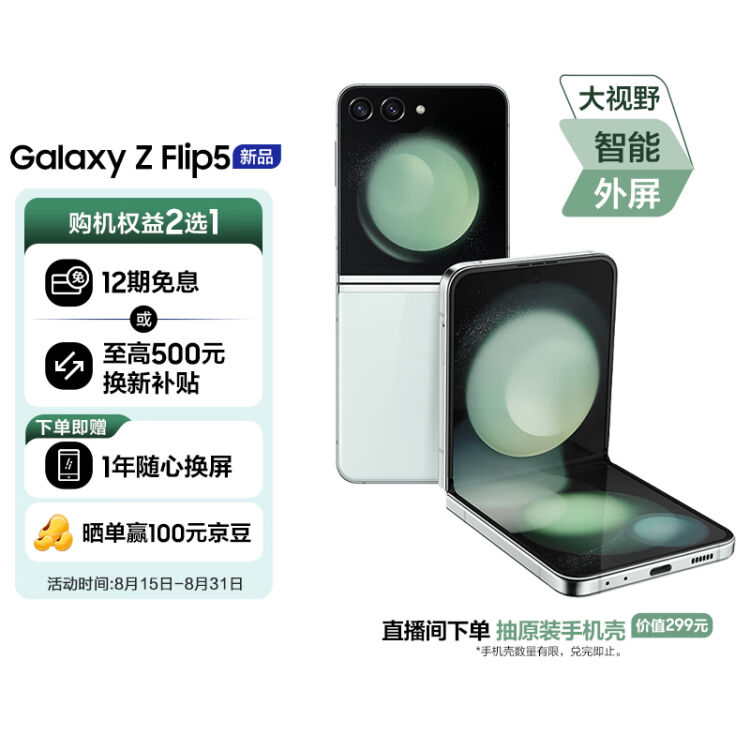 Galaxy Z Flip5 新品
购机权益2选1
免
12期免息
或
至高500元
换新补贴
下单即赠
1年随心换屏
晒单赢100元京豆
活动时间:8月15日-8月31日
大视野
智能
外屏
直播间下单 抽原装手机壳 价值299元
*手机壳数量有限，兑完即止。